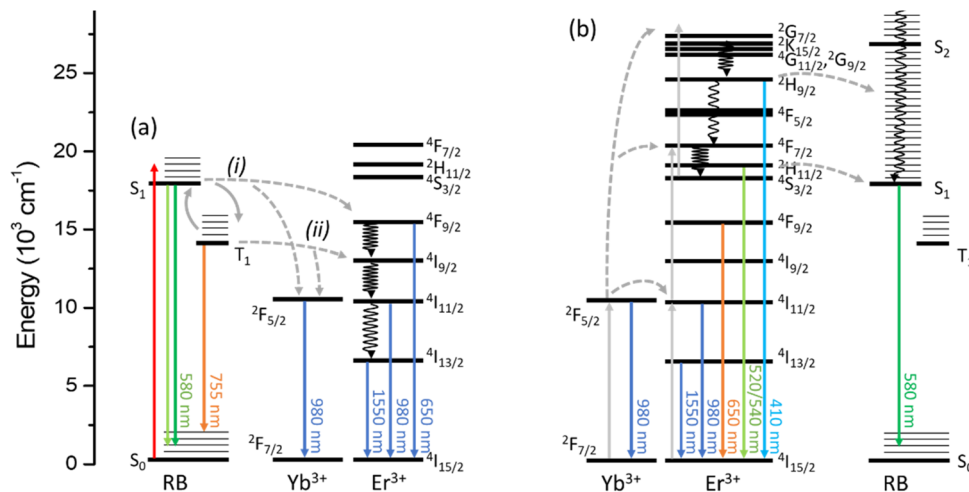 Energy (10³ cm⁻¹)
25
20
15
10
5
0
(a)
S₁
(i)
T₁
(ii)
580 nm
755 nm
S₀
RB
²F₅/₂
980 nm
²F₇/₂
Yb³⁺
⁴F₇/₂
²H₁₁/₂
⁴S₃/₂
⁴F₉/₂
⁴I₉/₂
⁴I₁₁/₂
⁴I₁₃/₂
1550 nm
980 nm
650 nm
⁴I₁₅/₂
Er³⁺
(b)
²F₅/₂
980 nm
²F₇/₂
Yb³⁺
²G₇/₂
²K₁₅/₂
⁴G₁₁/₂,²G₉/₂
²H₉/₂
⁴F₅/₂
⁴F₇/₂
²H₁₁/₂
⁴S₃/₂
⁴F₉/₂
⁴I₉/₂
⁴I₁₁/₂
⁴I₁₃/₂
1550 nm
980 nm
650 nm
520/540 nm
410 nm
⁴I₁₅/₂
Er³⁺
S₂
S₁
580 nm
S₀
RB